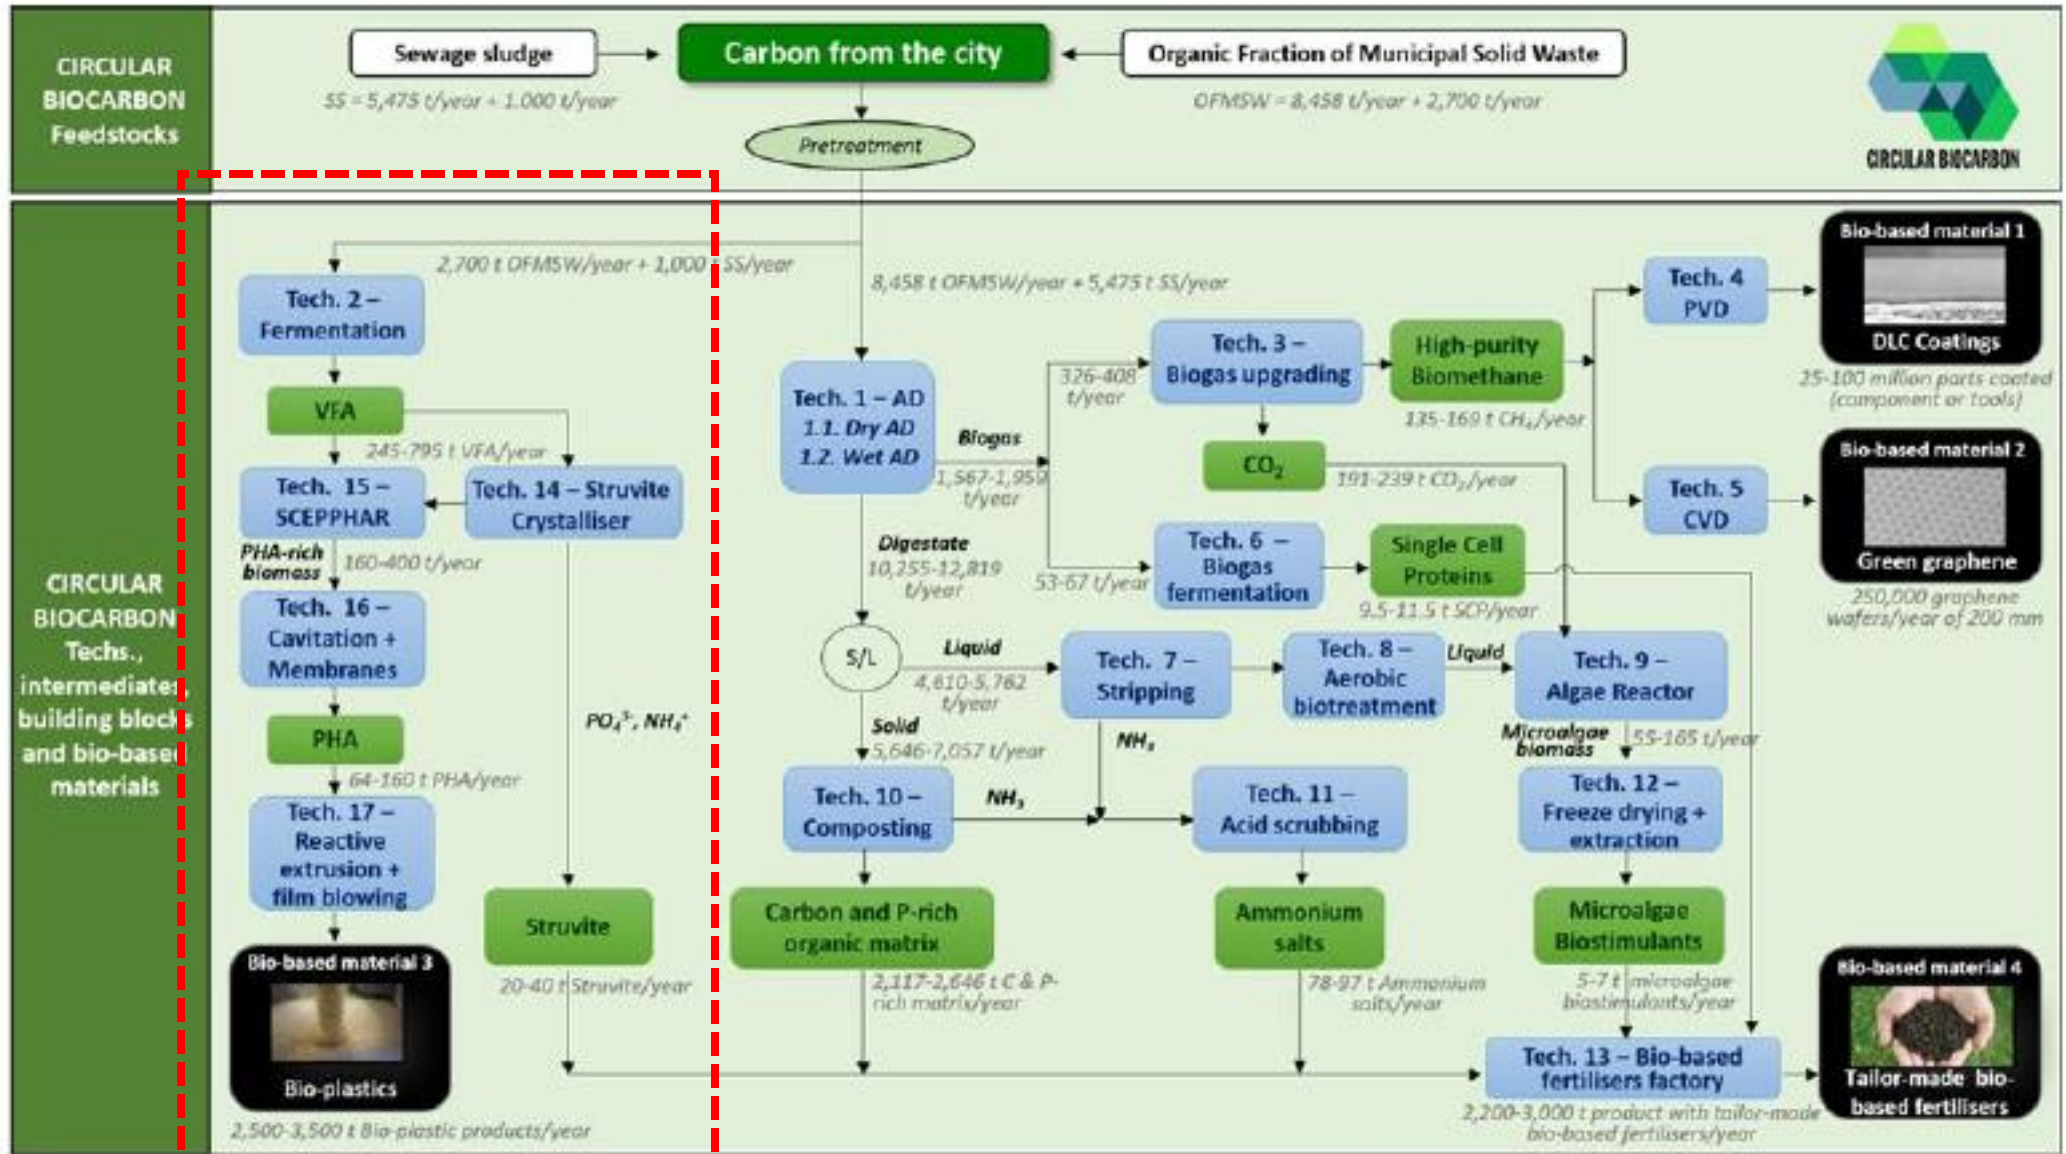 CIRCULAR
BIOCARBON
Feedstocks
Sewage sludge
SS = 5,475 t/year + 1.000 t/year
Carbon from the city
Organic Fraction of Municipal Solid Waste
OFMSW = 8,458 t/year + 2,700 t/year
Pretreatment
CIRCULAR BIOCARBON
CIRCULAR
BIOCARBON
Techs.,
intermediates,
building blocks
and bio-based
materials
2,700 t OFMSW/year + 1,000 t SS/year
8,458 t OFMSW/year + 5,475 t SS/year
Tech. 2 –
Fermentation
VFA
245-795 t VFA/year
Tech. 15 –
SCEPPHAR
Tech. 14 – Struvite
Crystalliser
PHA-rich
biomass
160-400 t/year
Tech. 16 –
Cavitation +
Membranes
PHA
64-160 t PHA/year
Tech. 17 –
Reactive
extrusion +
film blowing
Bio-based material 3
Bio-plastics
2,500-3,500 t Bio-plastic products/year
PO₄³⁻, NH₄⁺
Struvite
20-40 t Struvite/year
Tech. 1 – AD
1.1. Dry AD
1.2. Wet AD
Biogas
1,567-1,959
t/year
Digestate
10,255-12,819
t/year
S/L
Liquid
4,610-5,762
t/year
Solid
5,646-7,057 t/year
326-408
t/year
Tech. 3 –
Biogas upgrading
High-purity
Biomethane
135-169 t CH₄/year
CO₂
191-239 t CO₂/year
53-67 t/year
Tech. 6 –
Biogas
fermentation
Single Cell
Proteins
9.5-11.5 t SCP/year
Tech. 4
PVD
Bio-based material 1
DLC Coatings
25-100 million parts coated
(component or tools)
Tech. 5
CVD
Bio-based material 2
Green graphene
250,000 graphene
wafers/year of 200 mm
Tech. 7 –
Stripping
Tech. 8 –
Aerobic
biotreatment
Liquid
Tech. 9 –
Algae Reactor
NH₃
Microalgae
biomass
55-165 t/year
Tech. 10 –
Composting
NH₃
Tech. 11 –
Acid scrubbing
Tech. 12 –
Freeze drying +
extraction
Carbon and P-rich
organic matrix
2,117-2,646 t C & P-
rich matrix/year
Ammonium
salts
78-97 t Ammonium
salts/year
Microalgae
Biostimulants
5-7 t microalgae
biostimulants/year
Tech. 13 – Bio-based
fertilisers factory
2,200-3,000 t product with tailor-made
bio-based fertilisers/year
Bio-based material 4
Tailor-made bio-
based fertilisers